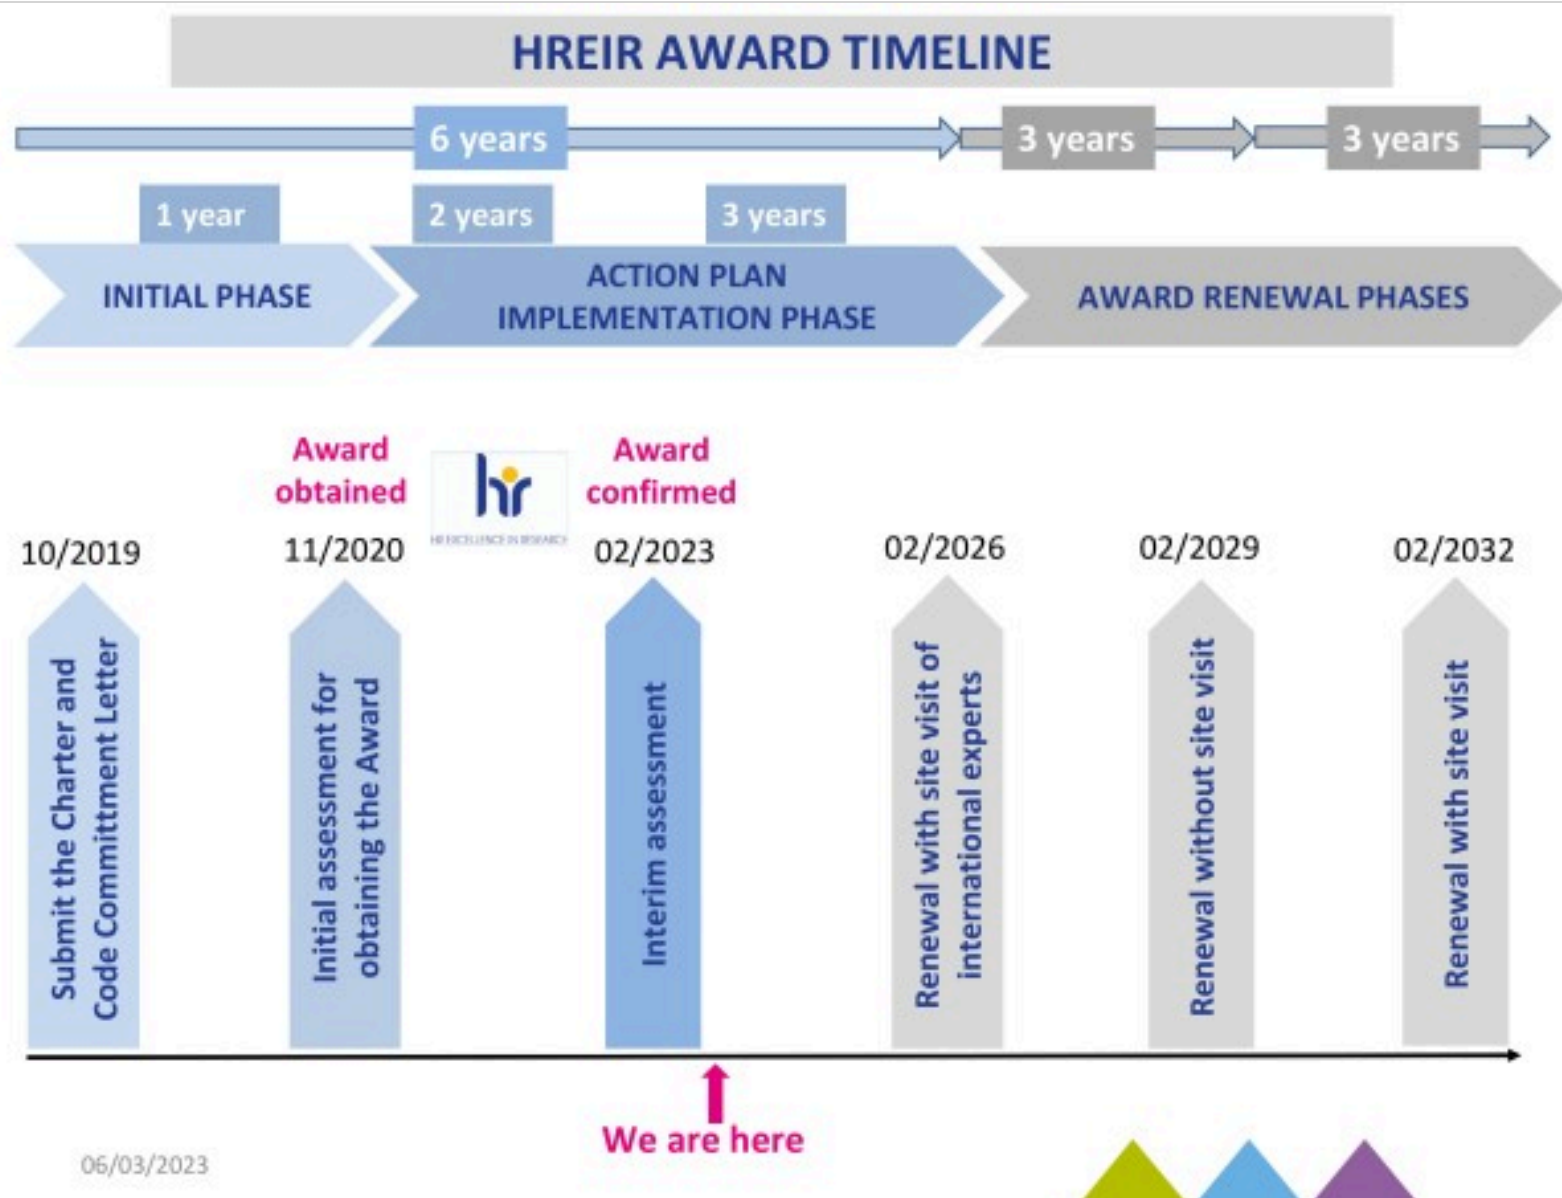 HREIR AWARD TIMELINE
6 years
3 years
3 years
1 year
2 years
3 years
INITIAL PHASE
ACTION PLAN
IMPLEMENTATION PHASE
AWARD RENEWAL PHASES
Award
obtained
hr
HR EXCELLENCE IN RESEARCH
Award
confirmed
10/2019
11/2020
02/2023
02/2026
02/2029
02/2032
Submit the Charter and
Code Committment Letter
Initial assessment for
obtaining the Award
Interim assessment
Renewal with site visit of
international experts
Renewal without site visit
Renewal with site visit
We are here
06/03/2023